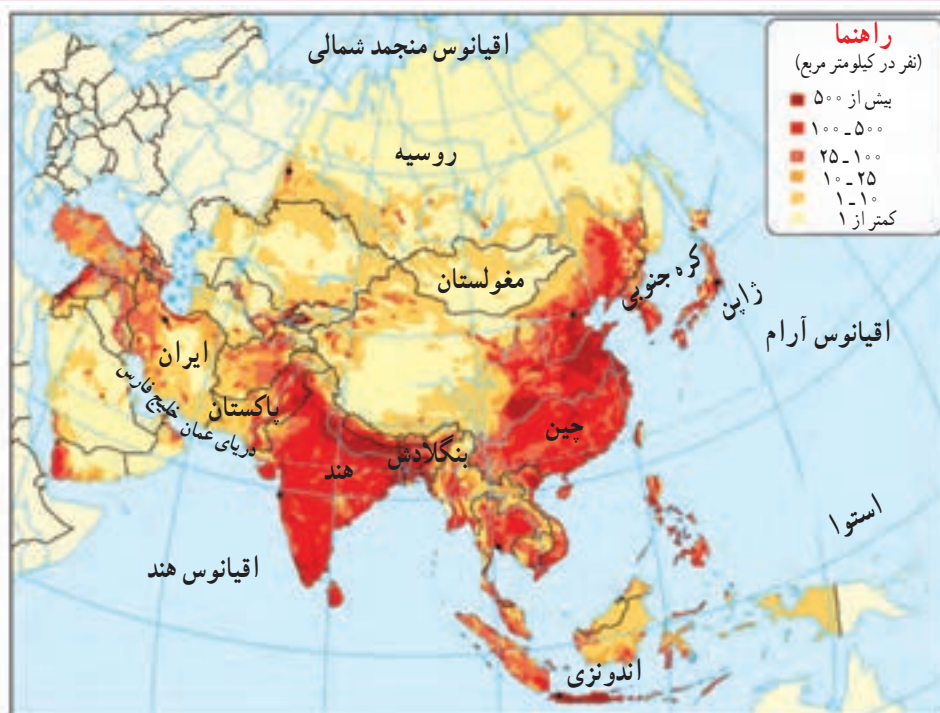 راهنما
(نفر در کیلومتر مربع)
بیش از ۵۰۰
۱۰۰ ـ ۵۰۰
۲۵ ـ ۱۰۰
۱۰ ـ ۲۵
۱ ـ ۱۰
کمتر از ۱
اقیانوس منجمد شمالی
روسیه
مغولستان
کره جنوبی
ژاپن
اقیانوس آرام
ایران
خلیج فارس
دریای عمان
پاکستان
هند
بنگلادش
چین
استوا
اقیانوس هند
اندونزی